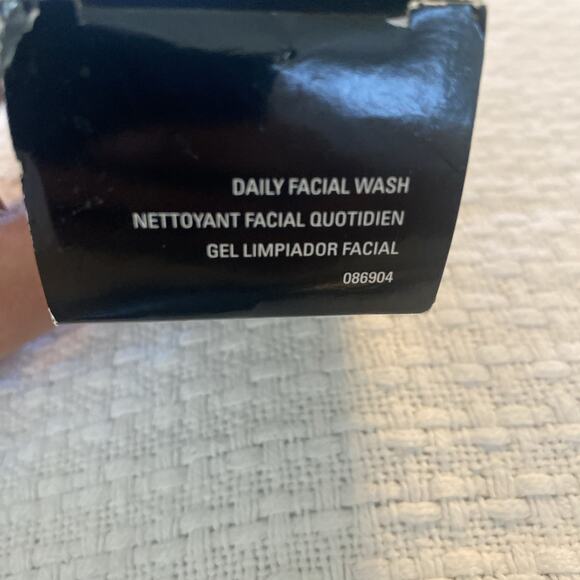 DAILY FACIAL WASH
NETTOYANT FACIAL QUOTIDIEN
GEL LIMPIADOR FACIAL
086904